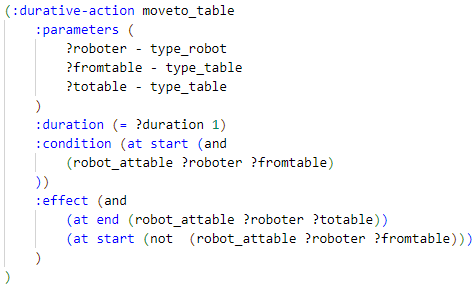 (:durative-action moveto_table
    :parameters (
        ?roboter - type_robot
        ?fromtable - type_table
        ?totable - type_table
    )
    :duration (= ?duration 1)
    :condition (at start (and
        (robot_attable ?roboter ?fromtable)
    ))
    :effect (and
        (at end (robot_attable ?roboter ?totable))
        (at start (not  (robot_attable ?roboter ?fromtable)))
    )
)